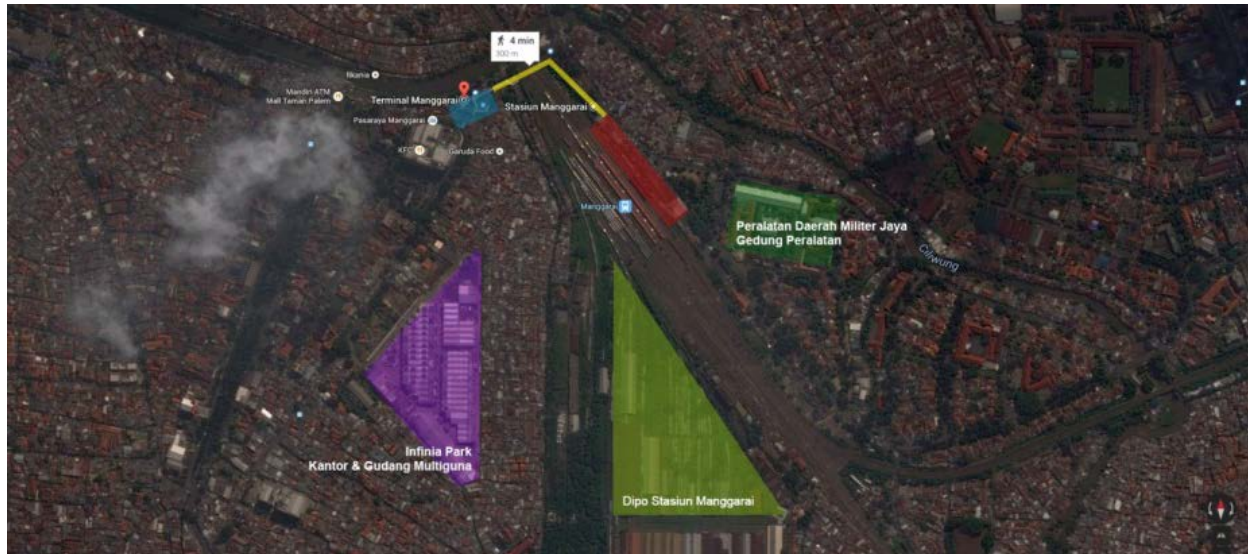 4 min
300 m
Rkania
Mandiri ATM
Mall Taman Palem
Terminal Manggarai
Pasaraya Manggarai
Stasiun Manggarai
KFC
Garuda Food
Manggarai
Peralatan Daerah Militer Jaya
Gedung Peralatan
Ciliwung
Infinia Park
Kantor & Gudang Multiguna
Dipo Stasiun Manggarai